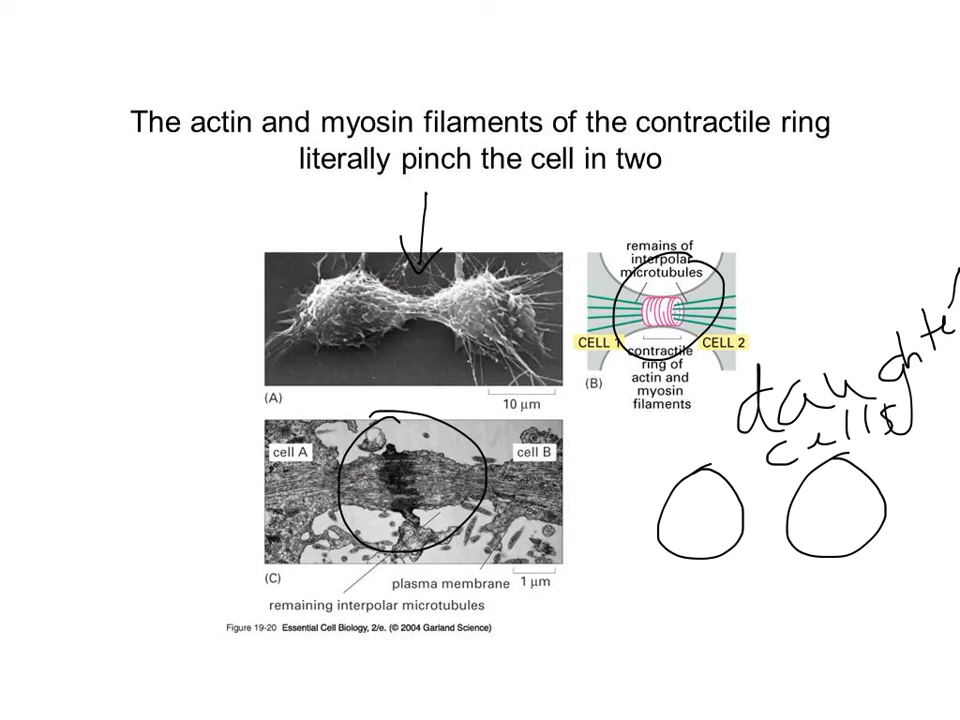 The actin and myosin filaments of the contractile ring
literally pinch the cell in two
remains of
interpolar
microtubules
CELL 1
CELL 2
contractile
ring of
actin and
myosin
filaments
(A)
10 µm
(B)
daughter
cells
cell A
cell B
(C)
plasma membrane
1 µm
remaining interpolar microtubules
Figure 19-20 Essential Cell Biology, 2/e. (© 2004 Garland Science)